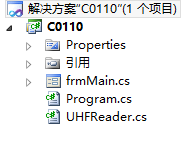 解决方案"C0110"(1 个项目)
C0110
Properties
引用
frmMain.cs
Program.cs
UHFReader.cs